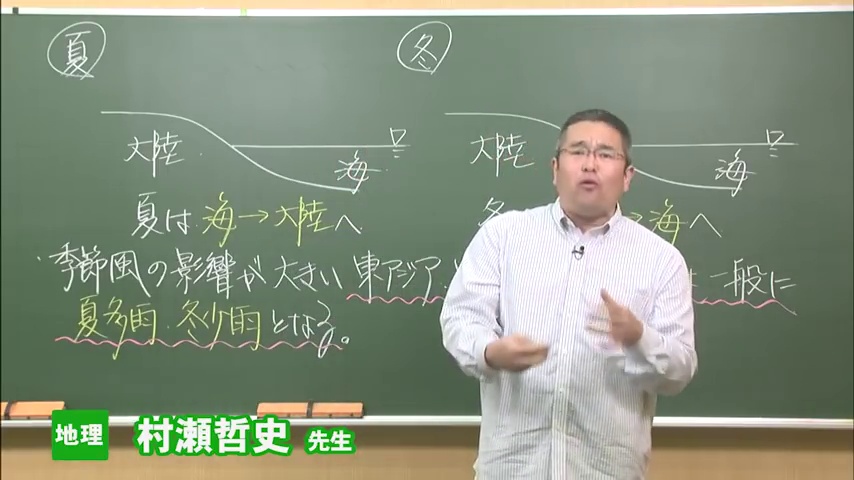 夏
冬
大陸
海
大陸
海
夏は 海→大陸へ
冬 →海へ
季節風の影響が大きい東アジア 一般に
夏多雨・冬少雨となる。
地理 村瀬哲史 先生